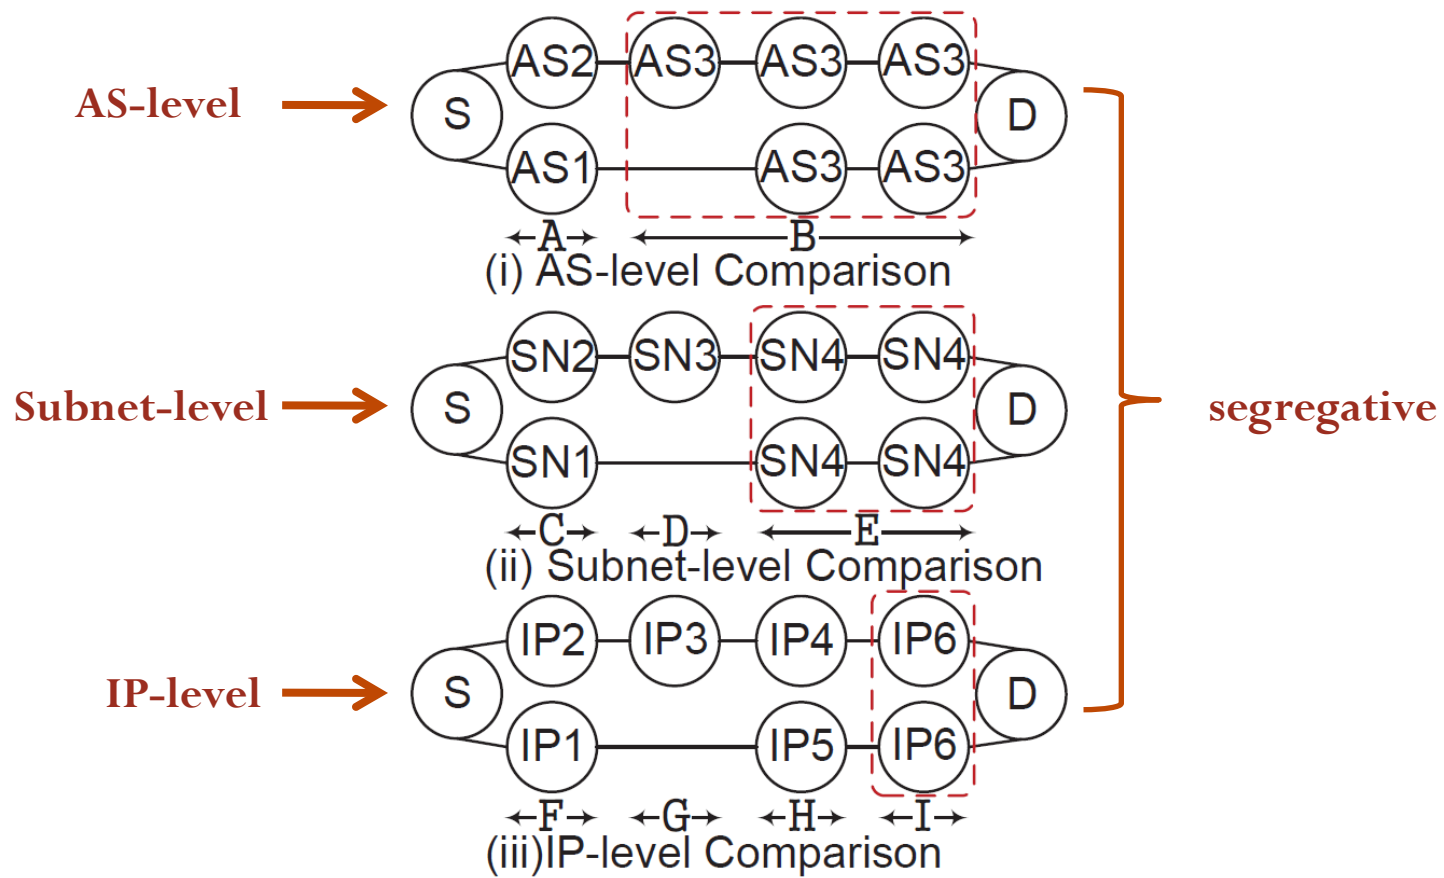 AS2 AS3 AS3 AS3
AS-level S D
AS1 AS3 AS3
A B
(i) AS-level Comparison
SN2 SN3 SN4 SN4
Subnet-level S D segregative
SN1 SN4 SN4
C D E
(ii) Subnet-level Comparison
IP2 IP3 IP4 IP6
IP-level S D
IP1 IP5 IP6
F G H I
(iii)IP-level Comparison